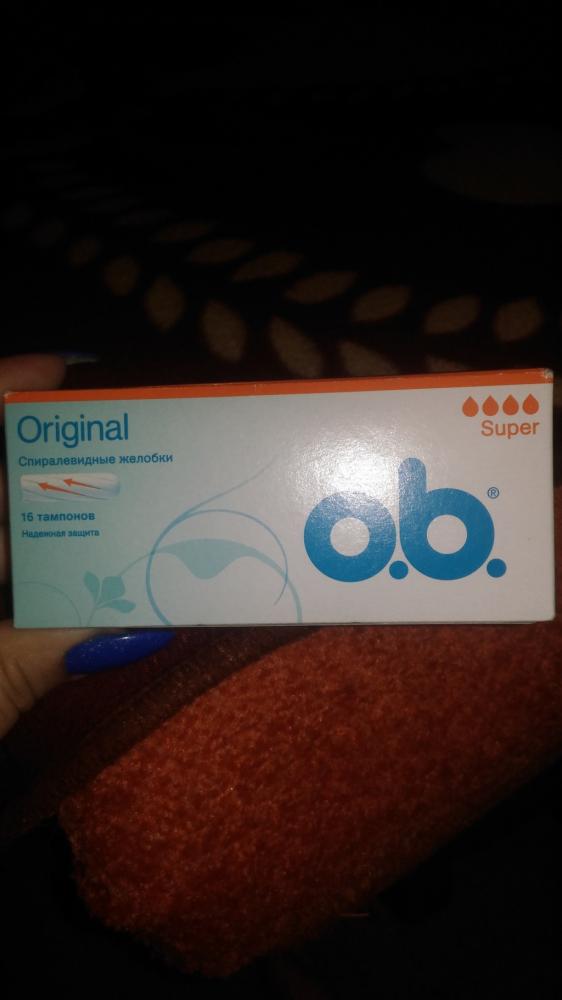 Original
Спиралевидные желобки
16 тампонов
Надежная защита
Super
o.b.®